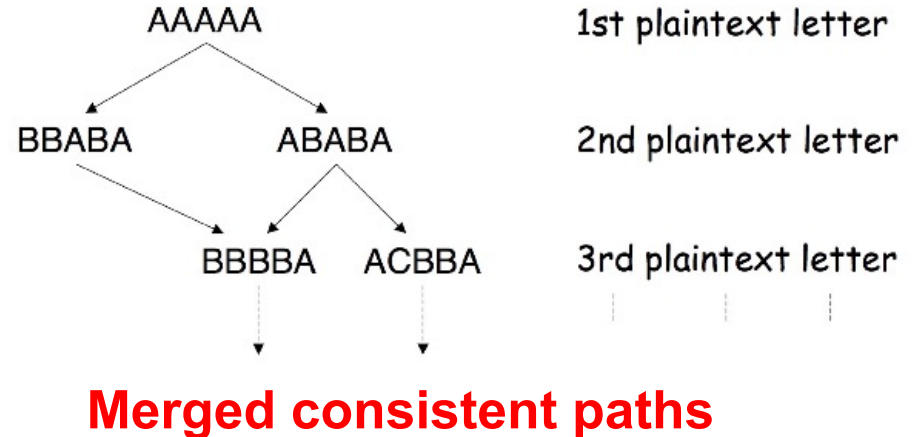 AAAAA 1st plaintext letter
BBABA ABABA 2nd plaintext letter
BBBBA ACBBA 3rd plaintext letter
Merged consistent paths